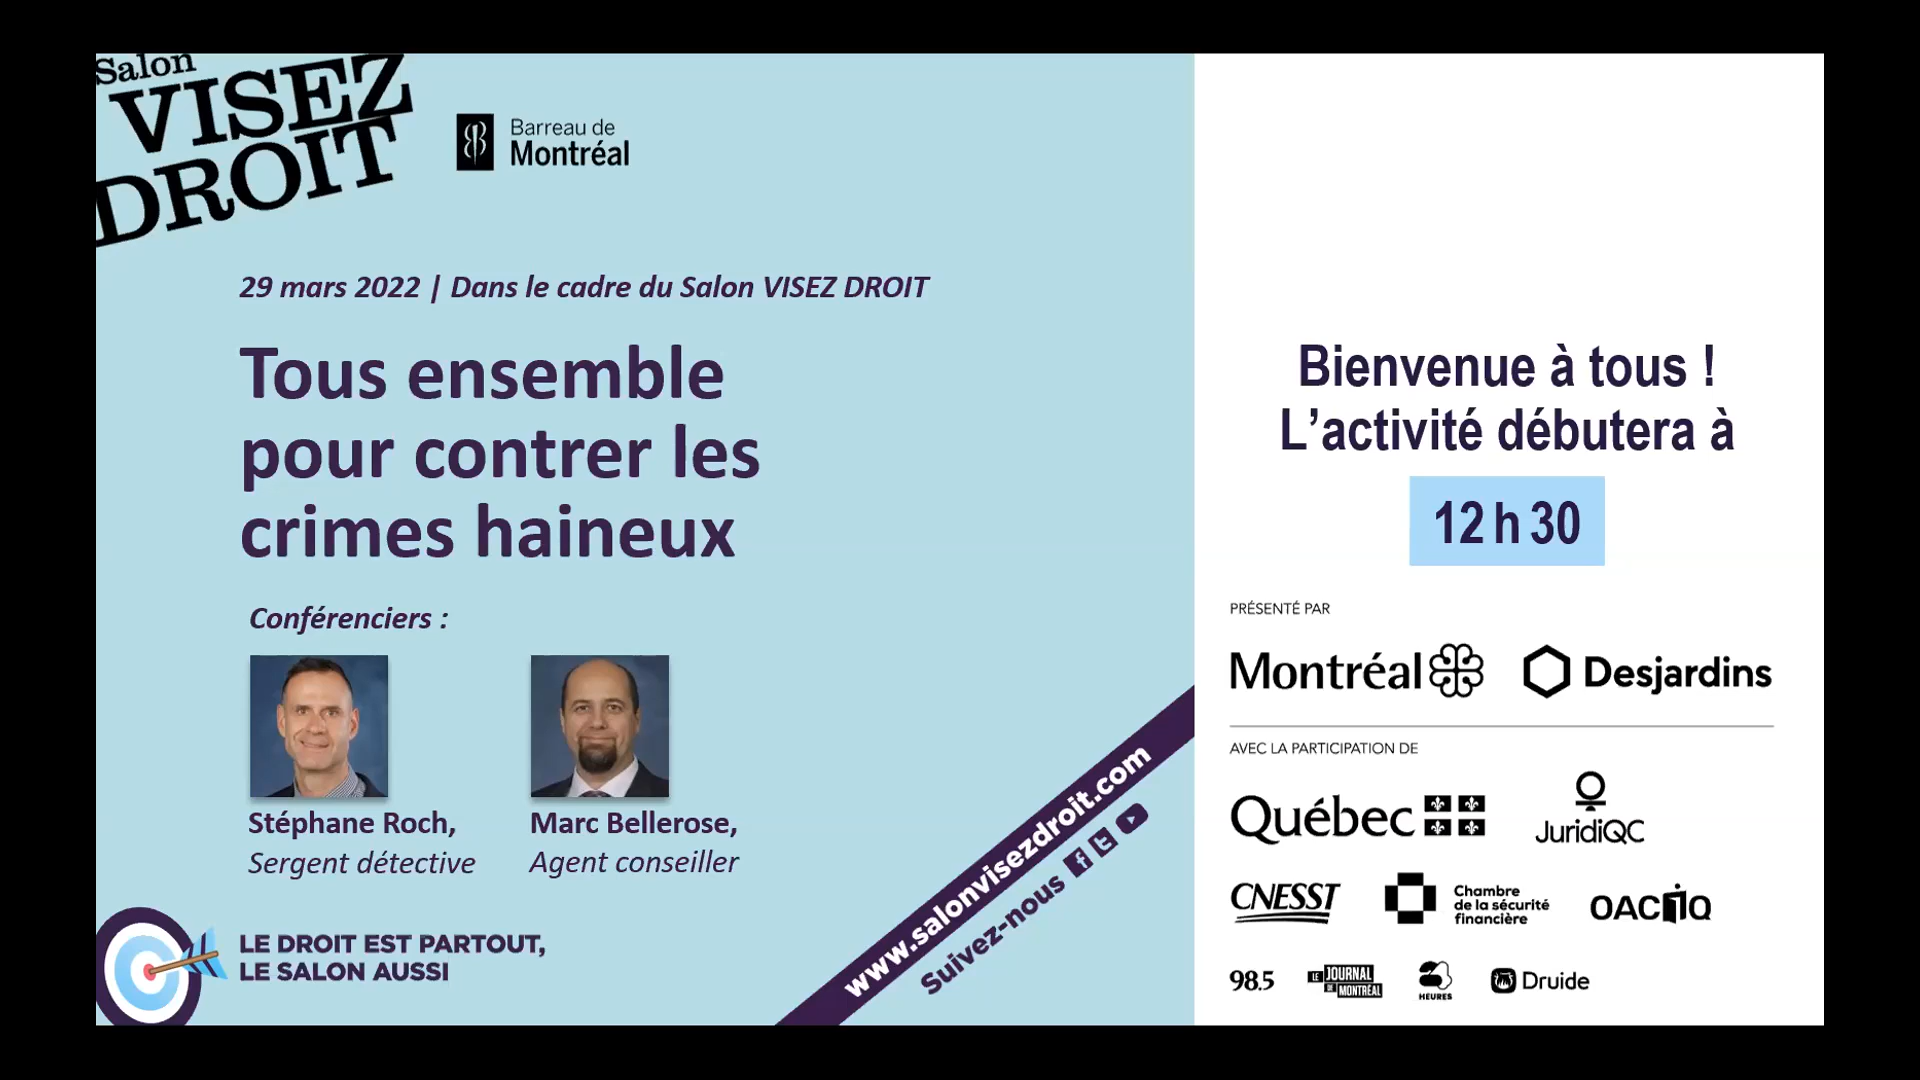 Salon
VISEZ
DROIT
Barreau de
Montréal
29 mars 2022 | Dans le cadre du Salon VISEZ DROIT
Tous ensemble
pour contrer les
crimes haineux
Conférenciers :
Stéphane Roch,
Sergent détective
Marc Bellerose,
Agent conseiller
LE DROIT EST PARTOUT,
LE SALON AUSSI
www.salonvisezdroit.com
Suivez-nous
Bienvenue à tous !
L'activité débutera à
12 h 30
PRÉSENTÉ PAR
Montréal
Desjardins
AVEC LA PARTICIPATION DE
Québec
JuridiQC
CNESST
Chambre
de la sécurité
financière
OACIQ
98.5
LE JOURNAL
DE MONTRÉAL
24
HEURES
Druide